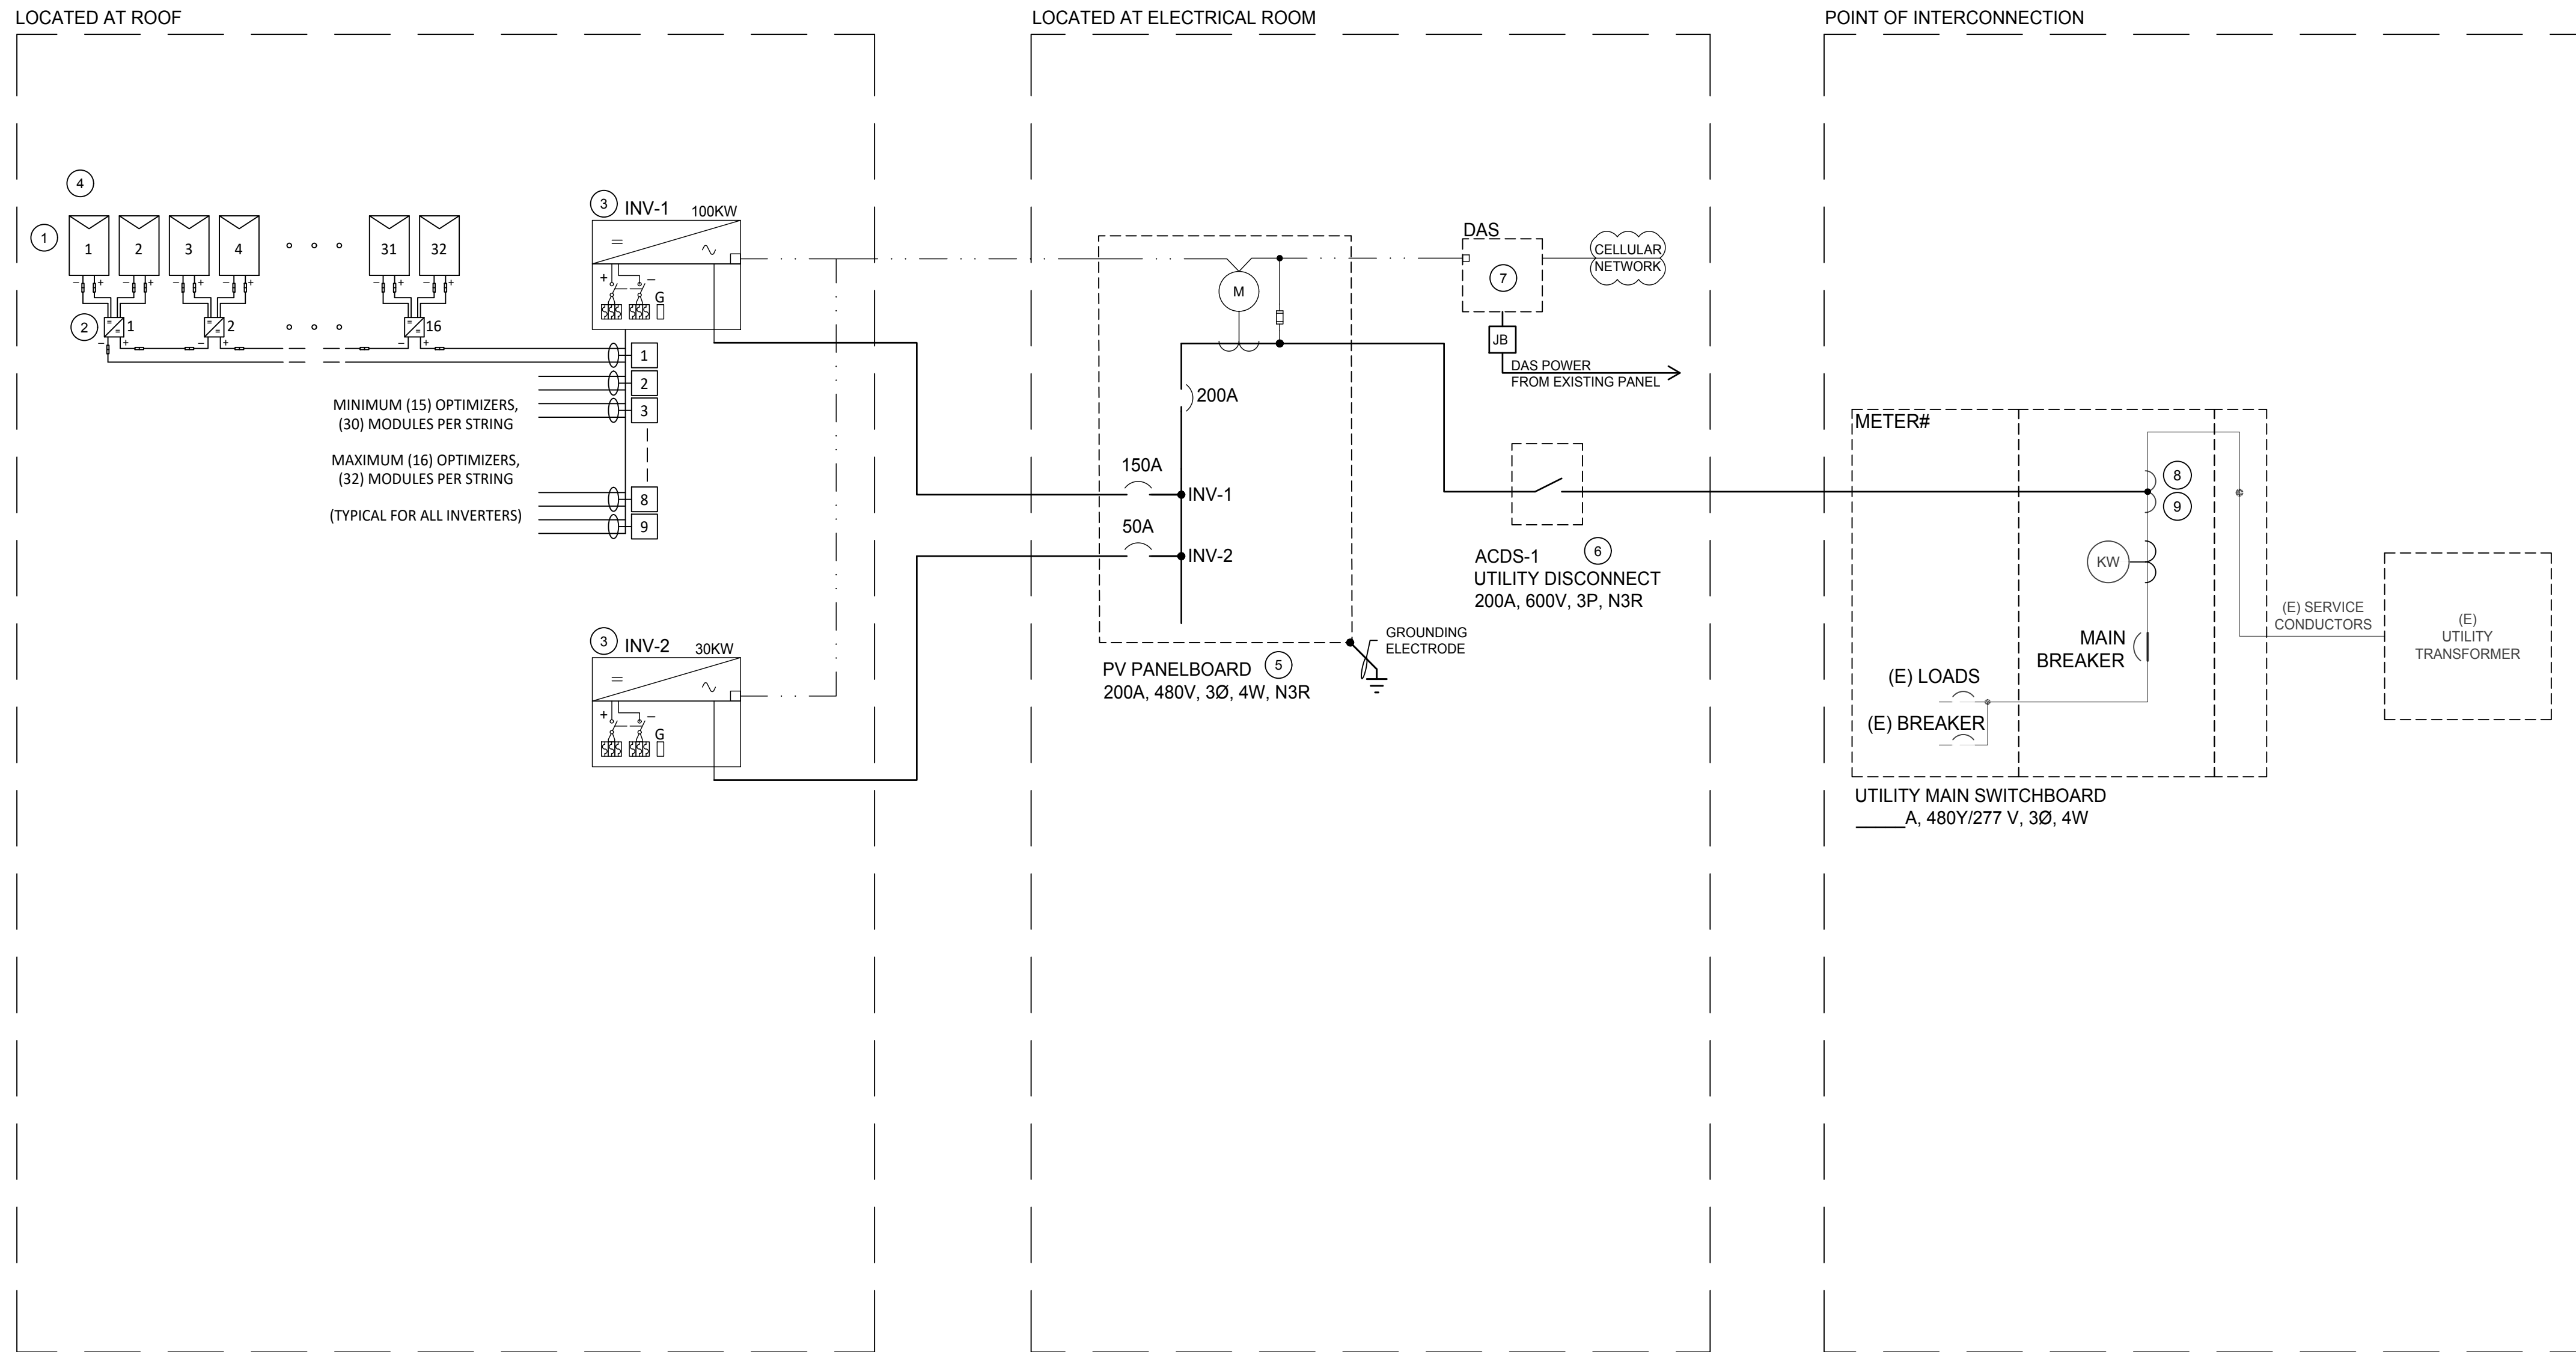 LOCATED AT ROOF
LOCATED AT ELECTRICAL ROOM
POINT OF INTERCONNECTION
4
1
1
2
3
4
31
32
− +
− +
− +
− +
− +
− +
2
1
2
16
− +
− +
− +
3
INV-1
100KW
+ −
G
1
2
3
8
9
MINIMUM (15) OPTIMIZERS,
(30) MODULES PER STRING
MAXIMUM (16) OPTIMIZERS,
(32) MODULES PER STRING
(TYPICAL FOR ALL INVERTERS)
3
INV-2
30KW
+ −
G
M
200A
150A
INV-1
50A
INV-2
PV PANELBOARD
5
200A, 480V, 3Ø, 4W, N3R
GROUNDING
ELECTRODE
DAS
7
CELLULAR
NETWORK
JB
DAS POWER
FROM EXISTING PANEL
ACDS-1
6
UTILITY DISCONNECT
200A, 600V, 3P, N3R
METER#
8
9
KW
MAIN
BREAKER
(E) LOADS
(E) BREAKER
(E) SERVICE
CONDUCTORS
(E)
UTILITY
TRANSFORMER
UTILITY MAIN SWITCHBOARD
_____A, 480Y/277 V, 3Ø, 4W